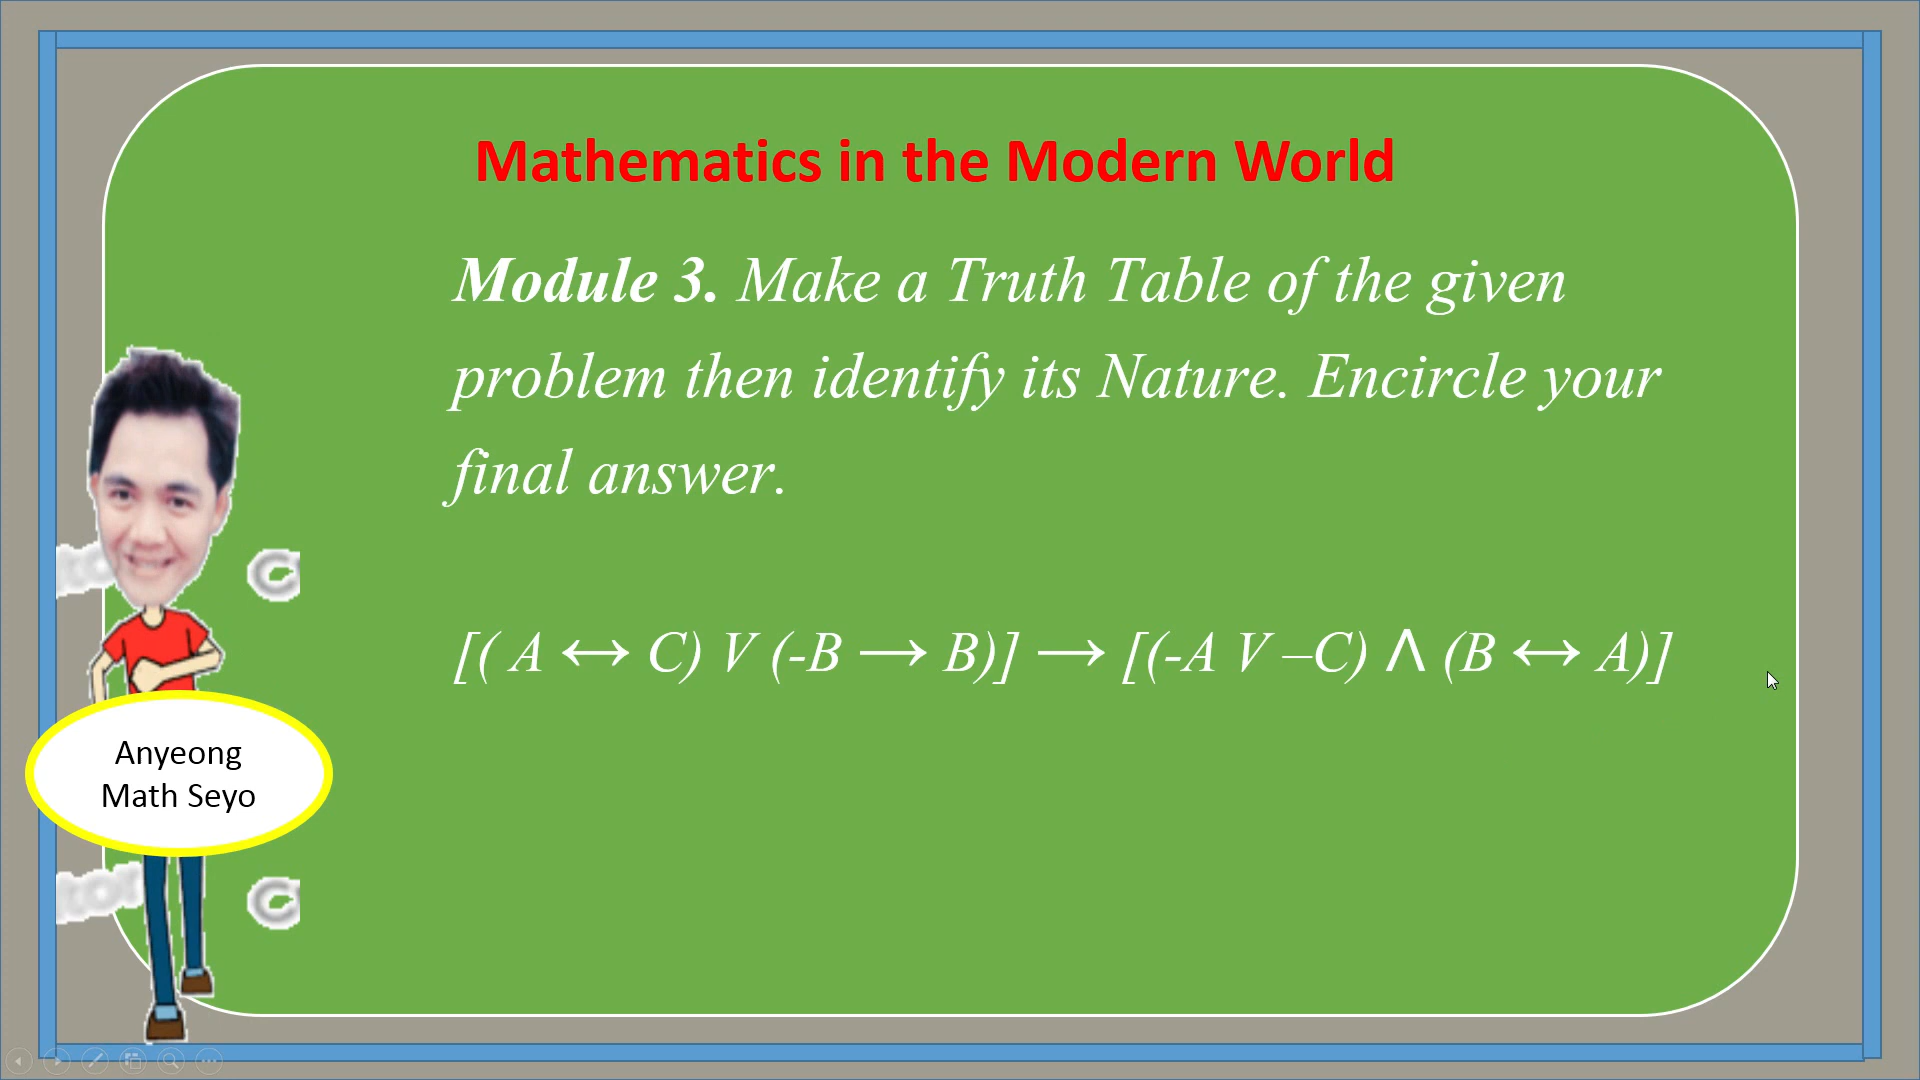 Mathematics in the Modern World
Module 3. Make a Truth Table of the given
problem then identify its Nature. Encircle your
final answer.
[( A ↔ C) V (-B → B)] → [(-A V –C) Λ (B ↔ A)]
Anyeong
Math Seyo